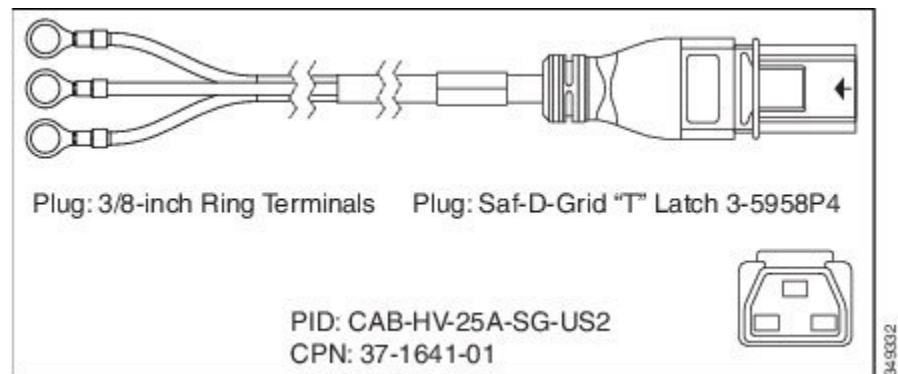 Plug: 3/8-inch Ring Terminals Plug: Saf-D-Grid “T” Latch 3-5958P4
PID: CAB-HV-25A-SG-US2
CPN: 37-1641-01
349332